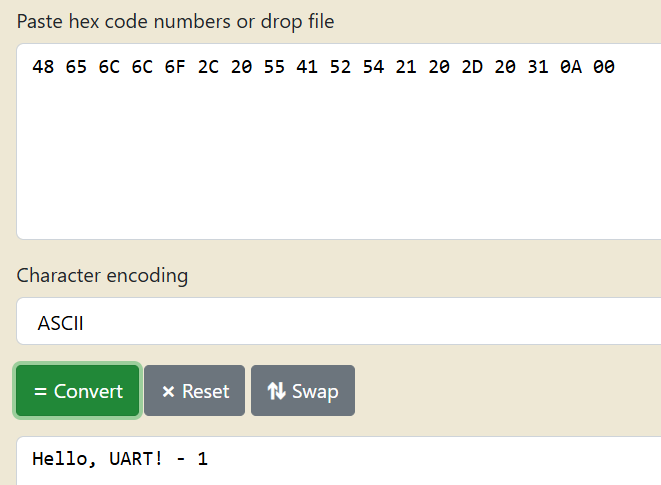 Paste hex code numbers or drop file
48 65 6C 6C 6F 2C 20 55 41 52 54 21 20 2D 20 31 0A 00
Character encoding
ASCII
= Convert × Reset ⇅ Swap
Hello, UART! - 1